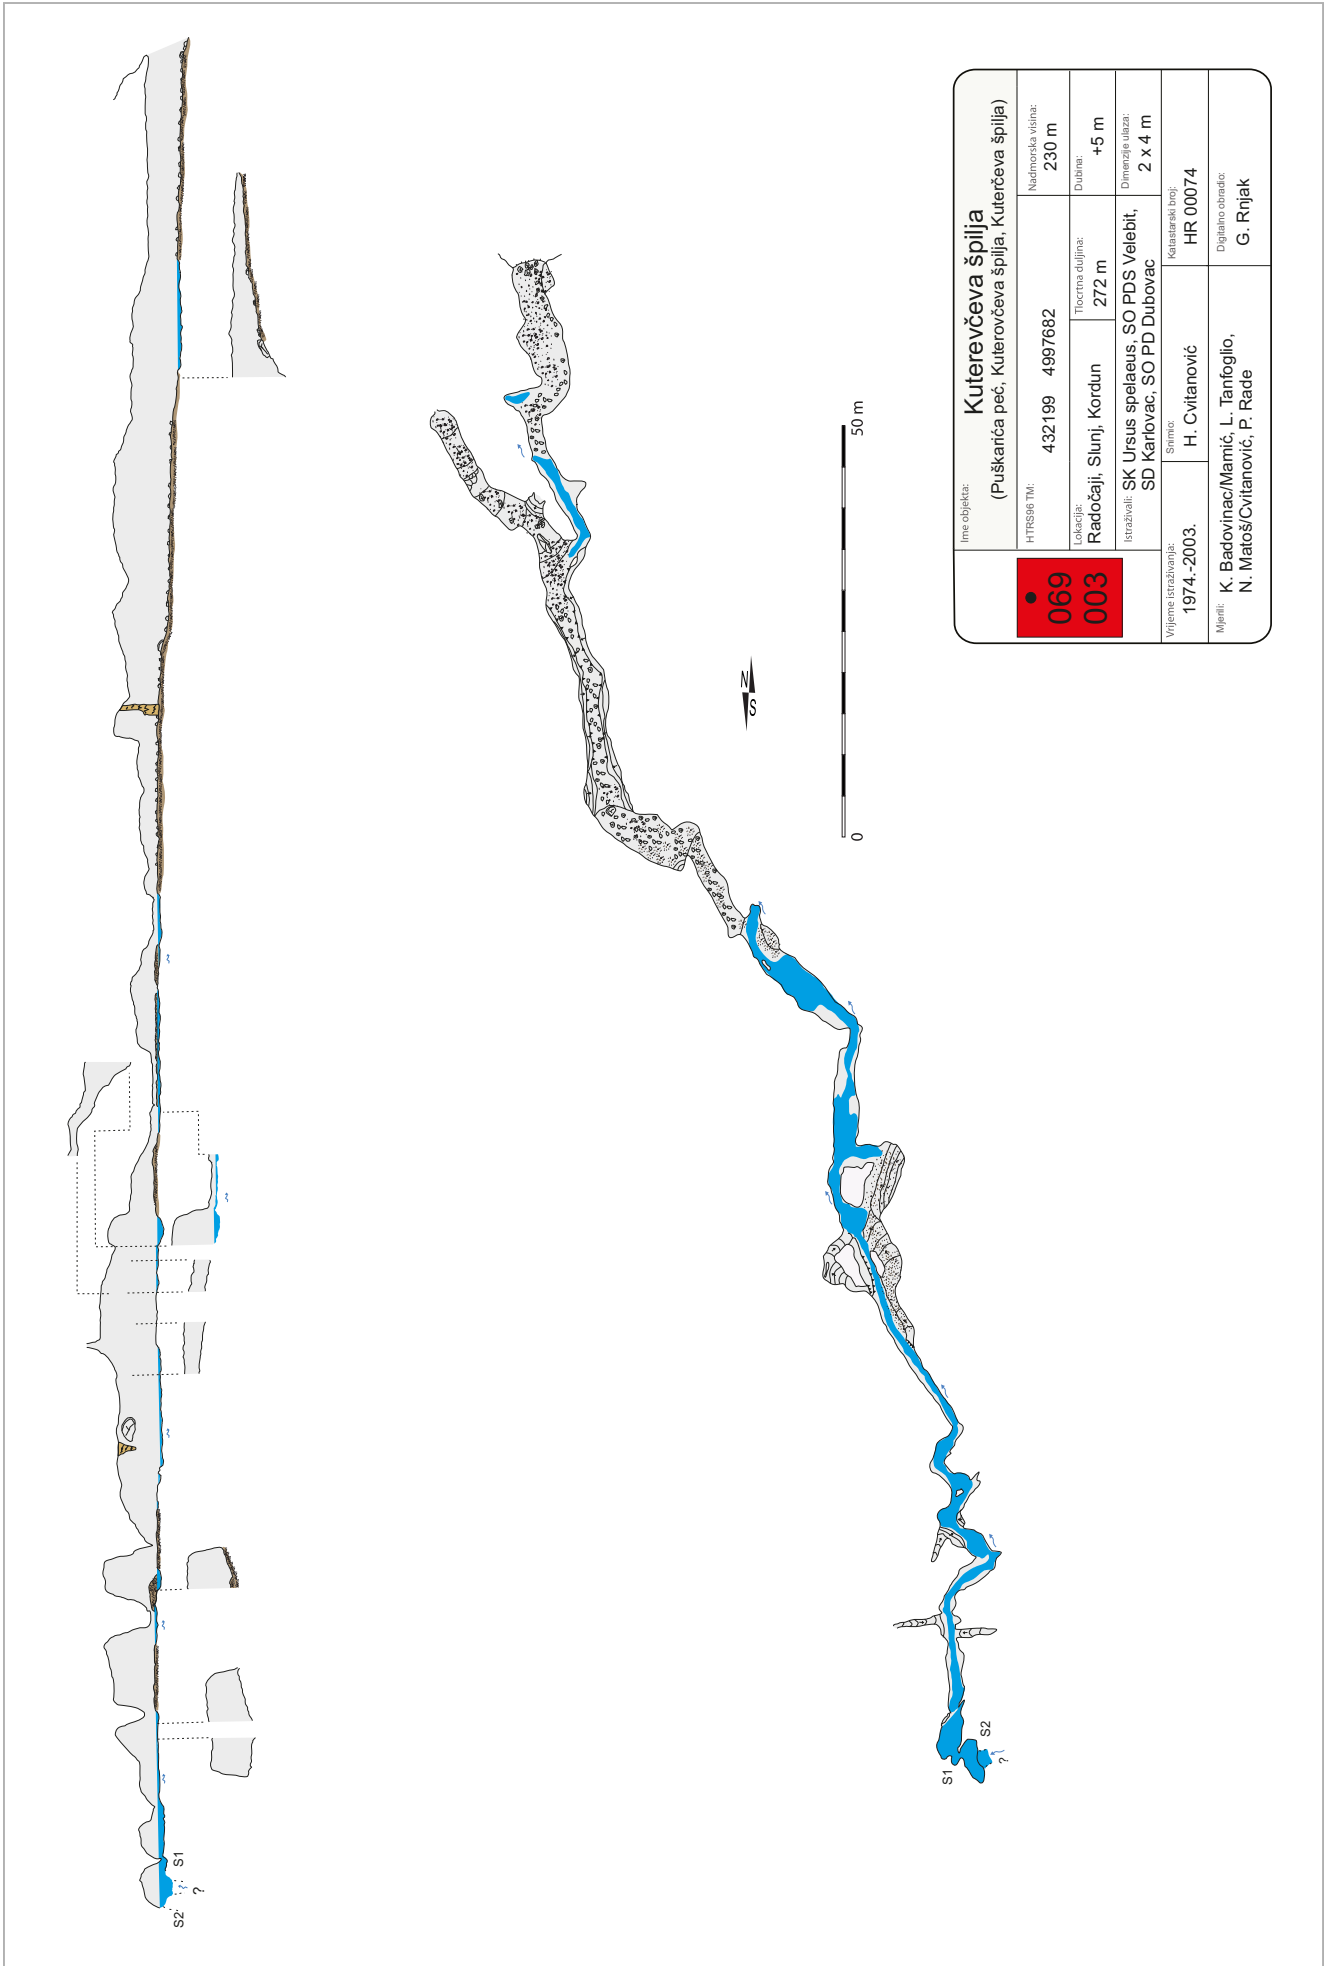 Ime objekta:
Kuterevčeva špilja
(Puškarića peć, Kuterovčeva špilja, Kuterčeva špilja)
069
003
HTRS96 TM:
432199 4997682
Nadmorska visina:
230 m
Lokacija:
Radočaji, Slunj, Kordun
Tlocrtna duljina:
272 m
Dubina:
+5 m
Istraživali: SK Ursus spelaeus, SO PDS Velebit,
SD Karlovac, SO PD Dubovac
Dimenzije ulaza:
2 x 4 m
Vrijeme istraživanja:
1974.-2003.
Snimio:
H. Cvitanović
Katastarski broj:
HR 00074
Mjerili: K. Badovinac/Mamić, L. Tanfoglio,
N. Matoš/Cvitanović, P. Rade
Digitalno obradio:
G. Rnjak
N
S
0
50 m
S1
S2
?
S2
S1
?